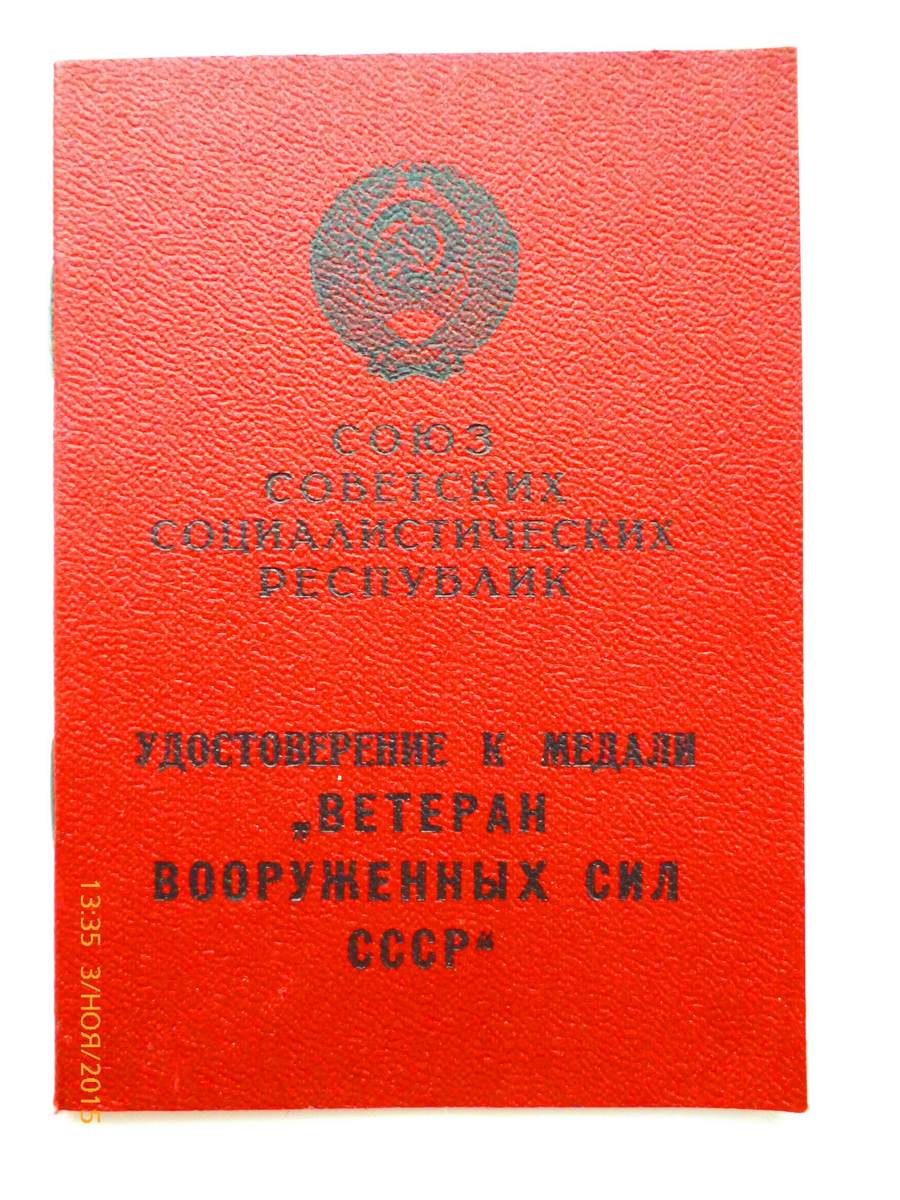 СОЮЗ
СОВЕТСКИХ
СОЦИАЛИСТИЧЕСКИХ
РЕСПУБЛИК
УДОСТОВЕРЕНИЕ К МЕДАЛИ
„ВЕТЕРАН
ВООРУЖЕННЫХ СИЛ
СССР“
13:35 3/НОЯ/2015